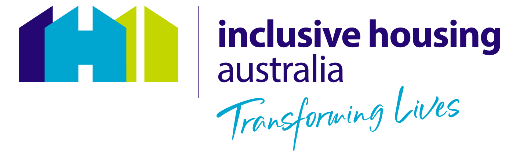 inclusive housing
australia
Transforming Lives